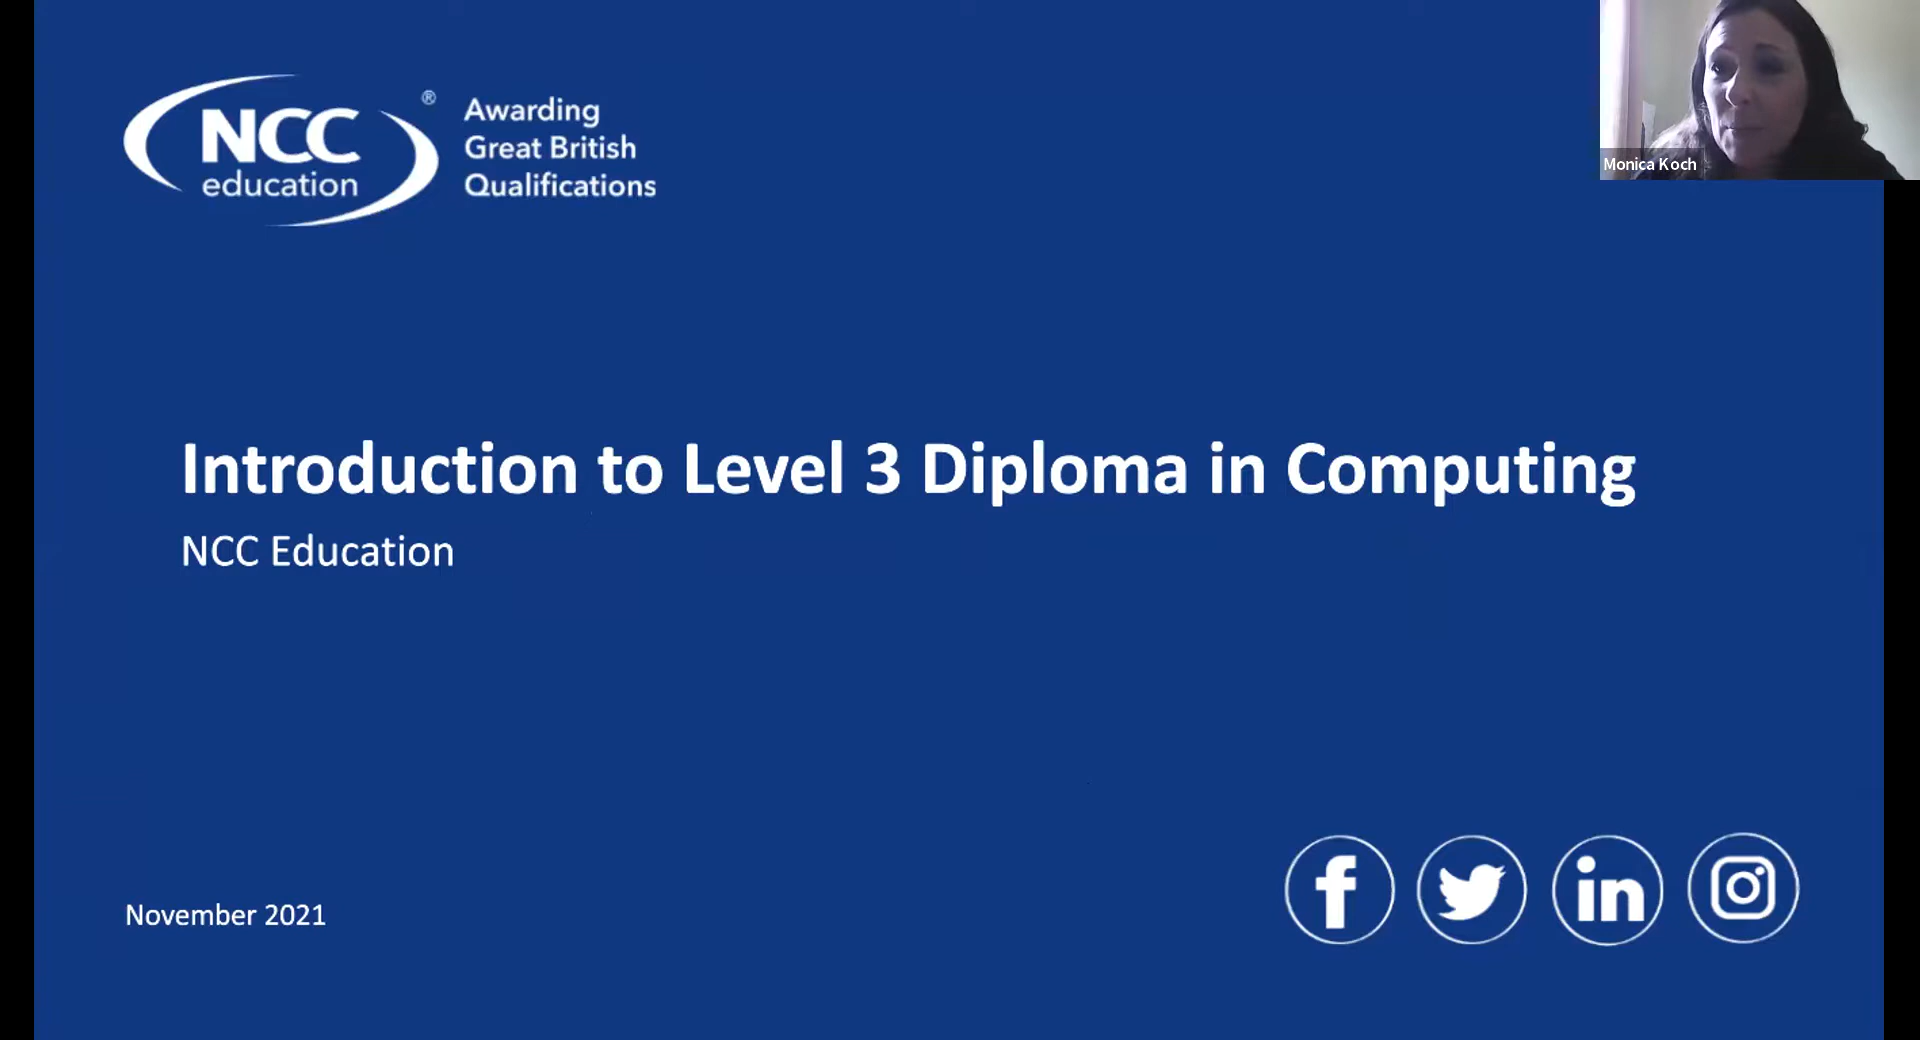 NCC
education
®
Awarding
Great British
Qualifications
Monica Koch
Introduction to Level 3 Diploma in Computing
NCC Education
November 2021
f
in